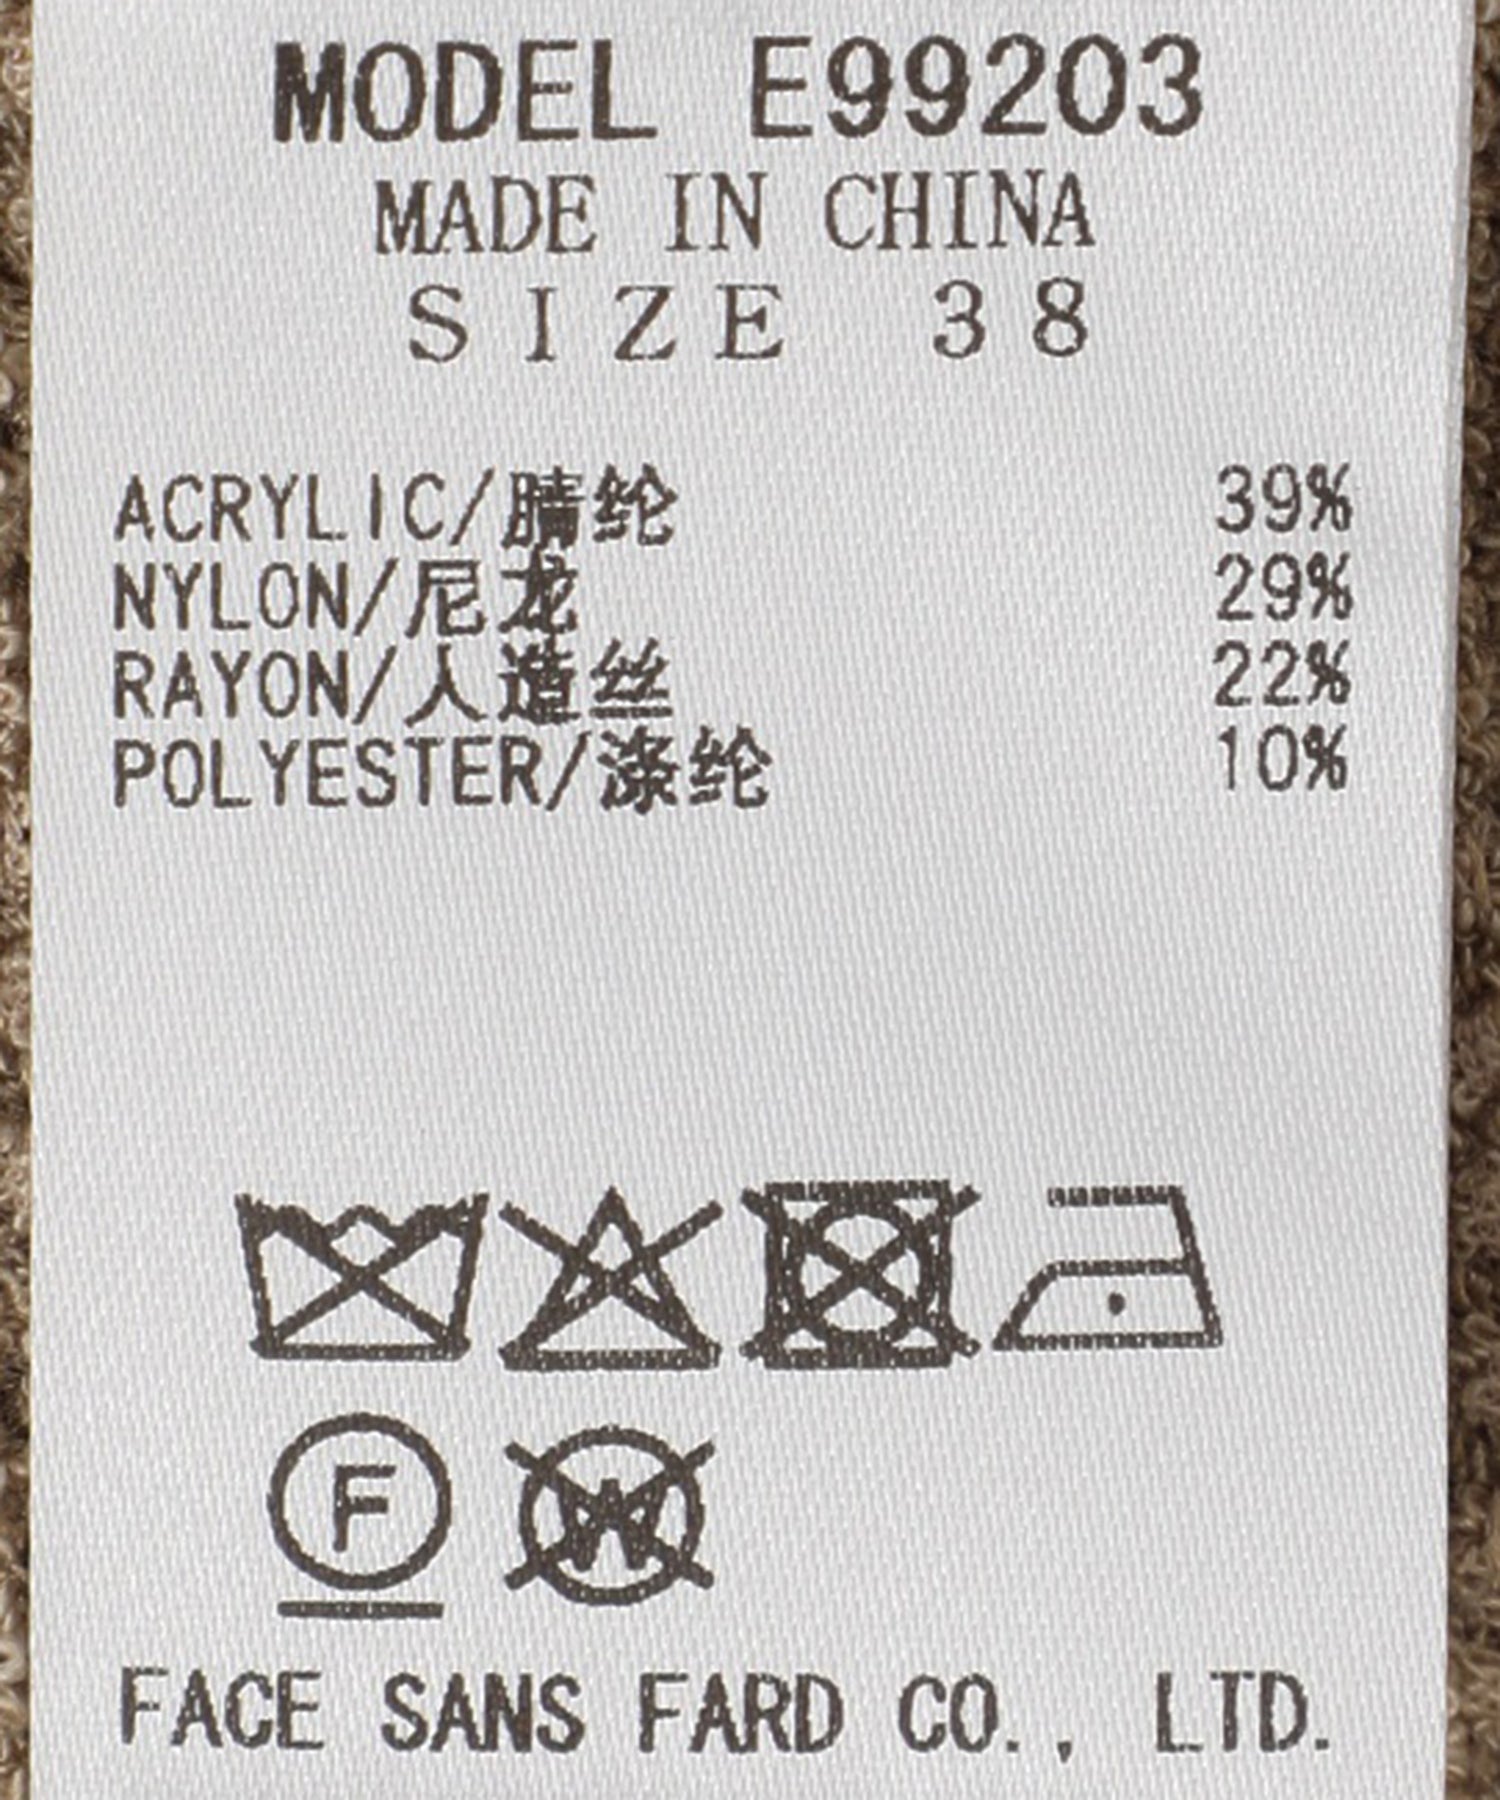 MODEL E99203
MADE IN CHINA
SIZE 38
ACRYLIC/腈纶 39%
NYLON/尼龙 29%
RAYON/人造丝 22%
POLYESTER/涤纶 10%
F
W
FACE SANS FARD CO., LTD.